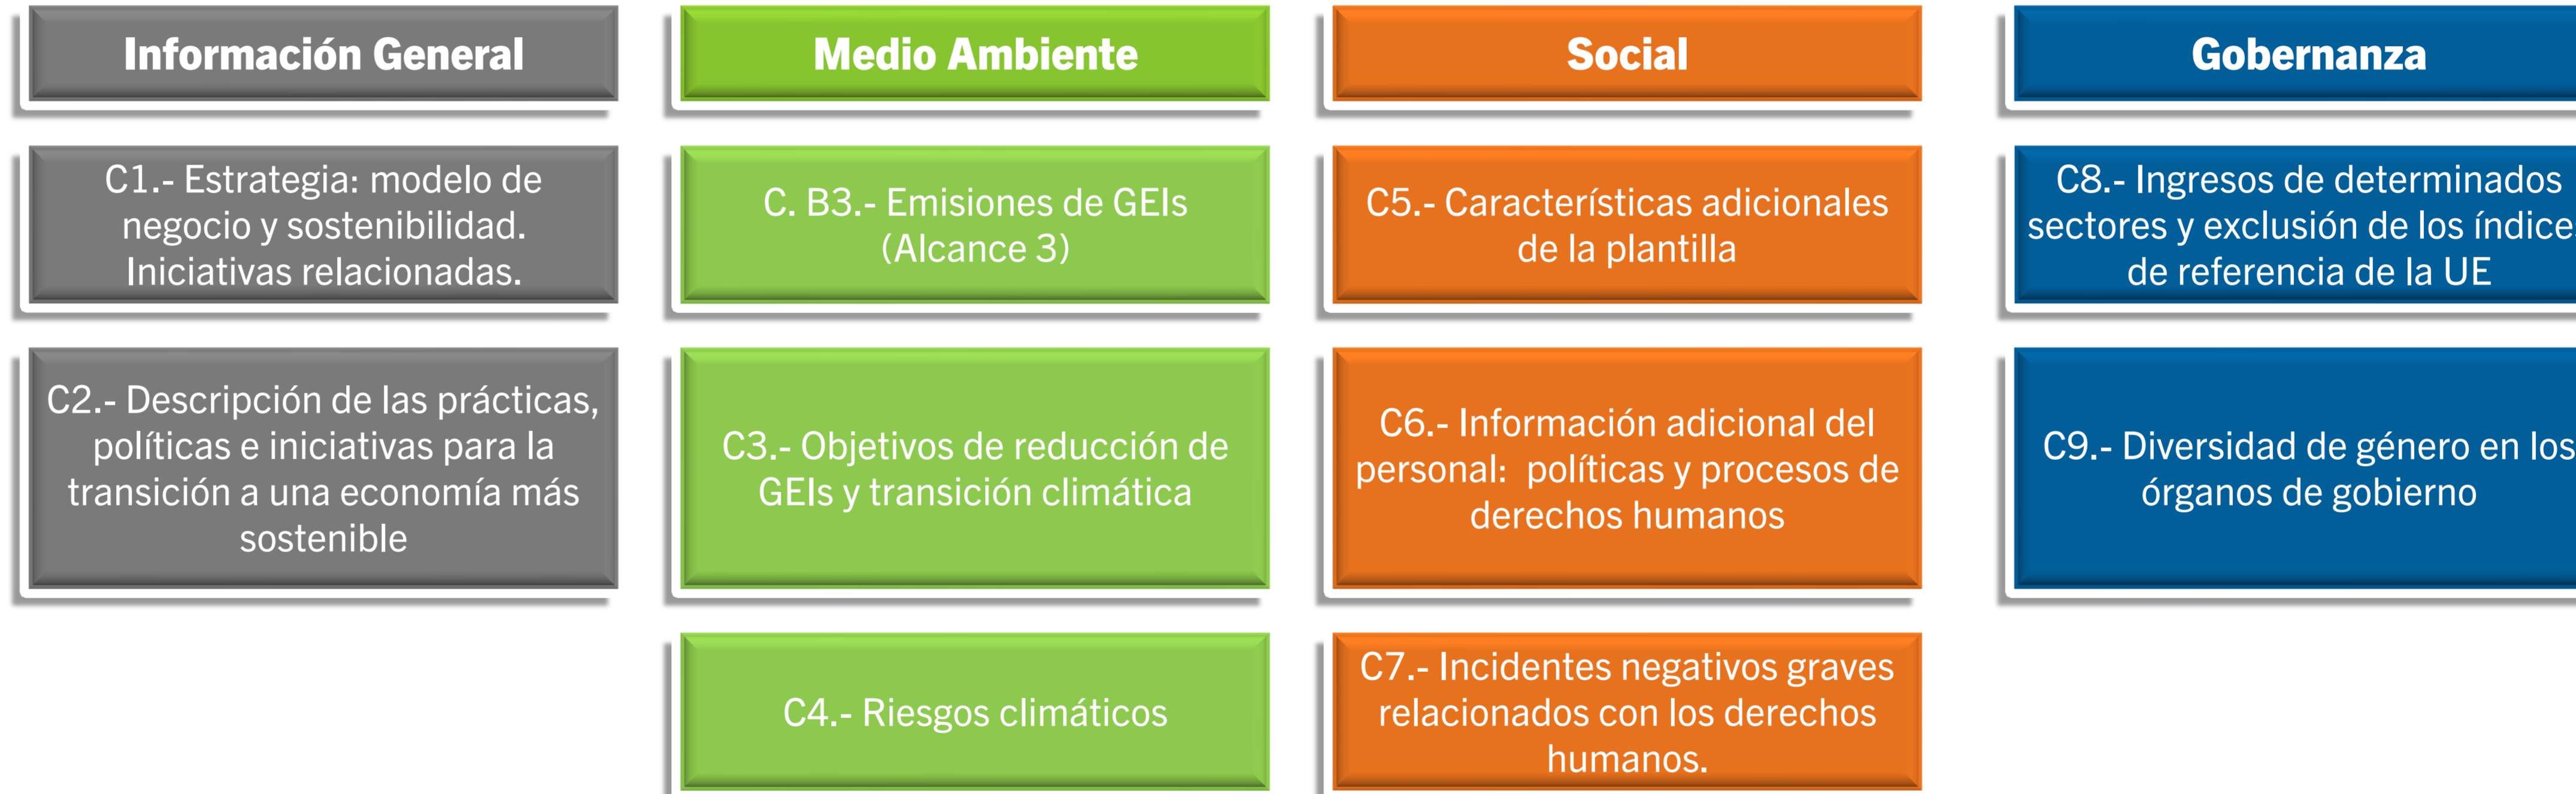 Información General
C1.- Estrategia: modelo de
negocio y sostenibilidad.
Iniciativas relacionadas.
C2.- Descripción de las prácticas,
políticas e iniciativas para la
transición a una economía más
sostenible
Medio Ambiente
C. B3.- Emisiones de GEIs
(Alcance 3)
C3.- Objetivos de reducción de
GEIs y transición climática
C4.- Riesgos climáticos
Social
C5.- Características adicionales
de la plantilla
C6.- Información adicional del
personal:  políticas y procesos de
derechos humanos
C7.- Incidentes negativos graves
relacionados con los derechos
humanos.
Gobernanza
C8.- Ingresos de determinados
sectores y exclusión de los índices
de referencia de la UE
C9.- Diversidad de género en los
órganos de gobierno